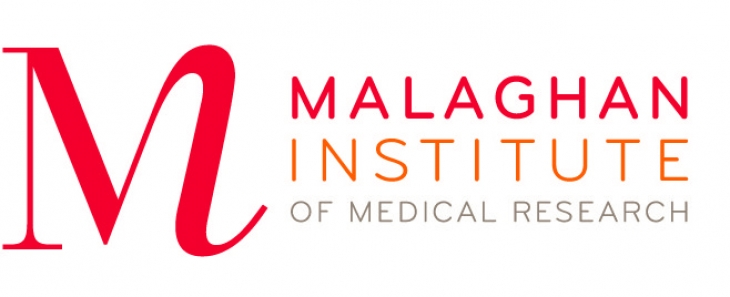 M
MALAGHAN
INSTITUTE
OF MEDICAL RESEARCH